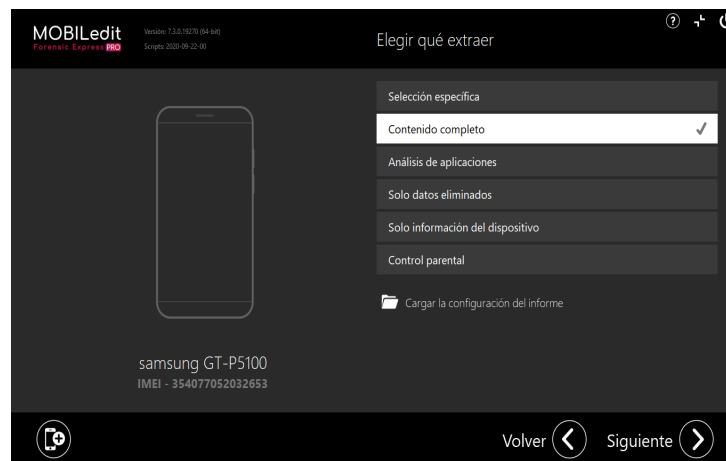 MOBILedit
Forensic Express PRO
Versión: 7.3.0.19270 (64-bit)
Scripts: 2020-09-22-00
Elegir qué extraer
Selección específica
Contenido completo
Análisis de aplicaciones
Solo datos eliminados
Solo información del dispositivo
Control parental
Cargar la configuración del informe
samsung GT-P5100
IMEI - 354077052032653
Volver
Siguiente